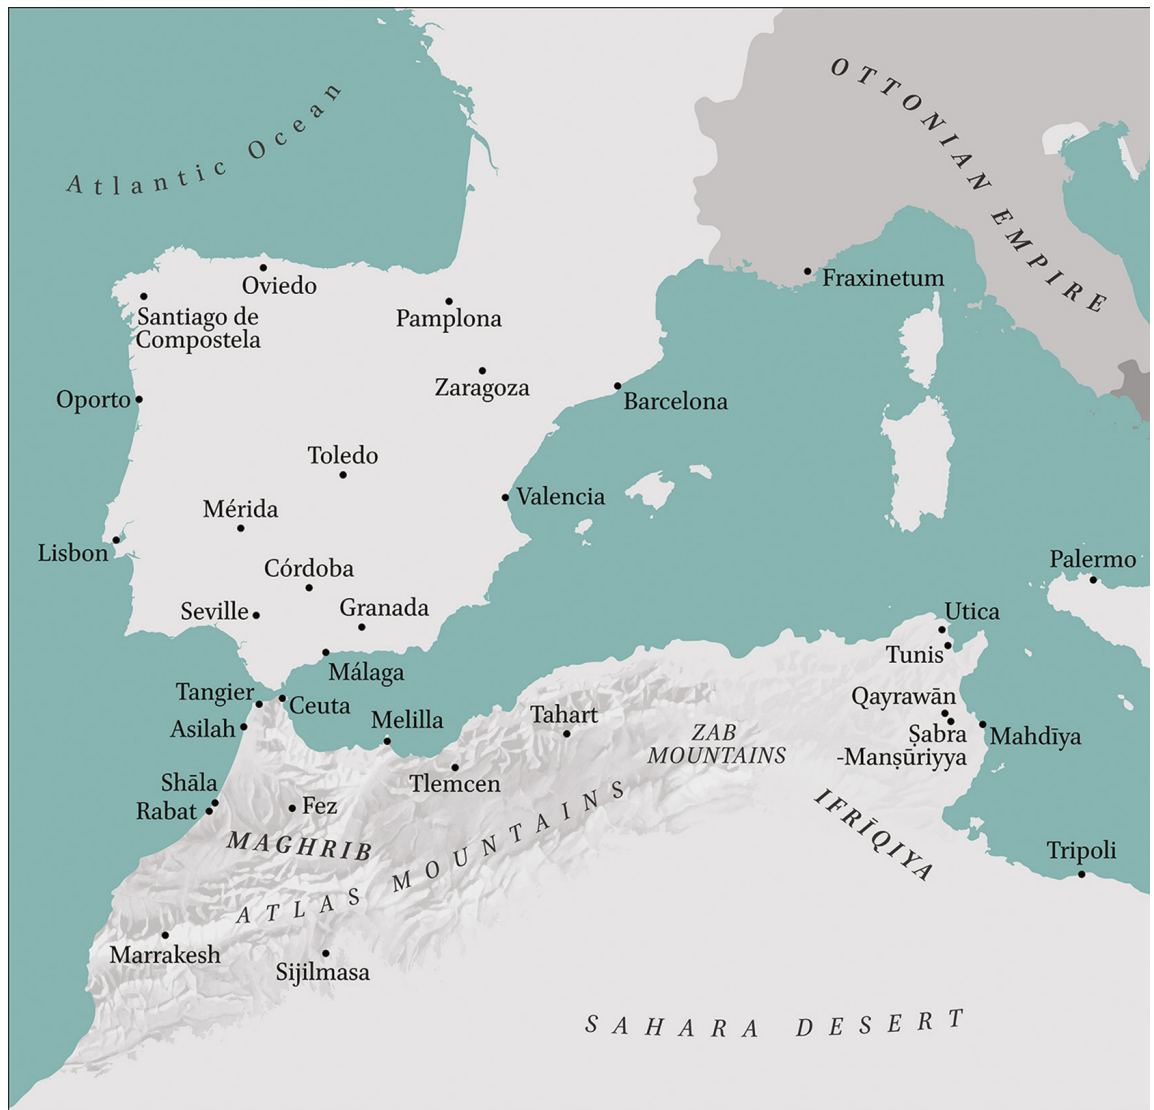 OTTONIAN EMPIRE
Atlantic Ocean
Oviedo
Fraxinetum
Santiago de
Compostela
Pamplona
Zaragoza
Oporto
Barcelona
Toledo
Valencia
Mérida
Lisbon
Palermo
Córdoba
Seville
Granada
Utica
Tunis
Málaga
Tangier
Ceuta
Qayrawān
Asilah
Melilla
Tahart
ZAB
MOUNTAINS
Ṣabra
-Manṣūriyya
Mahdīya
Tlemcen
Shāla
Rabat
Fez
MAGHRIB
ATLAS MOUNTAINS
IFRĪQIYA
Tripoli
Marrakesh
Sijilmasa
SAHARA DESERT